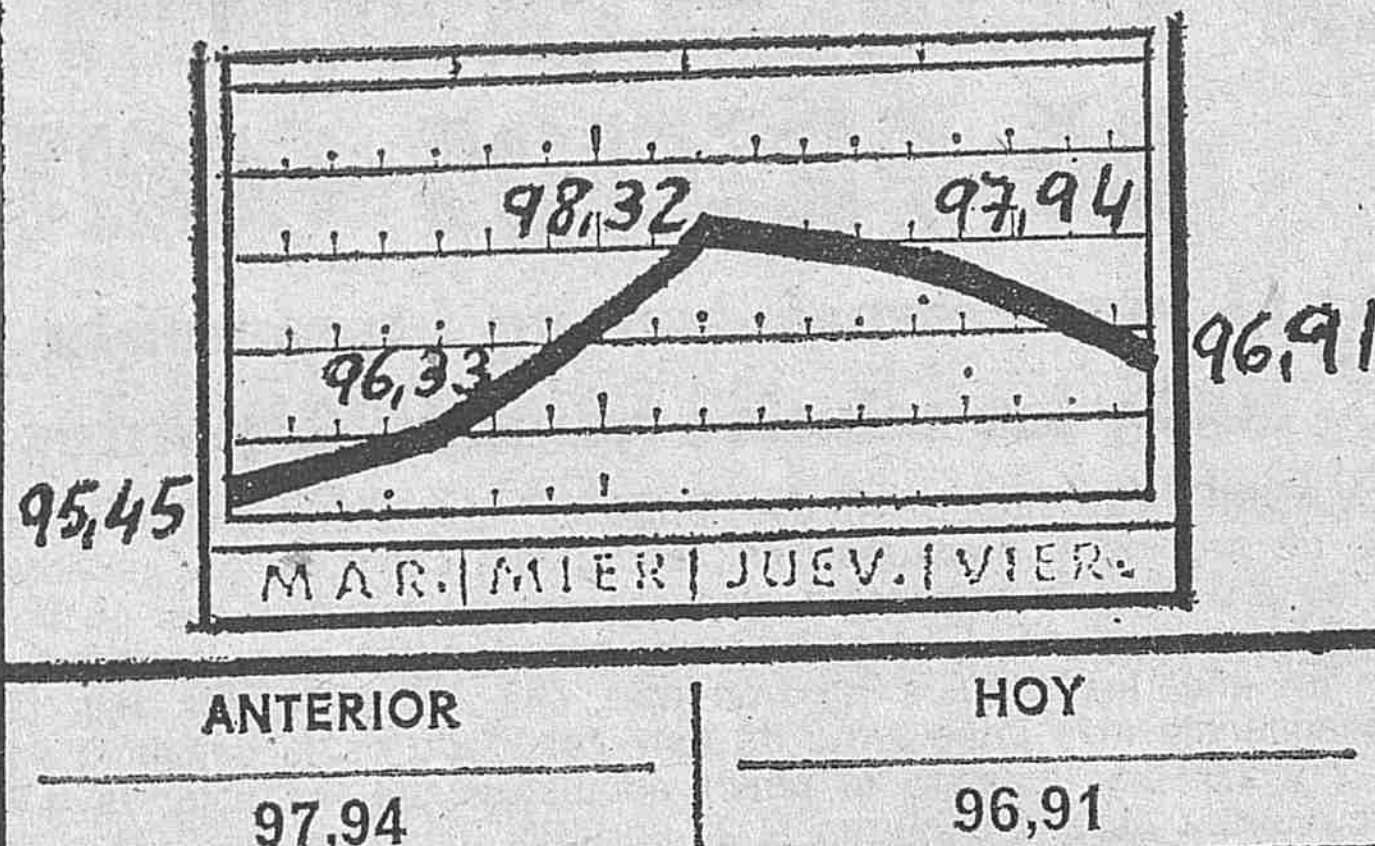 98,32
97,94
96,33
96,91
95,45
MAR. | MIER | JUEV. | VIER.
ANTERIOR
HOY
97,94
96,91